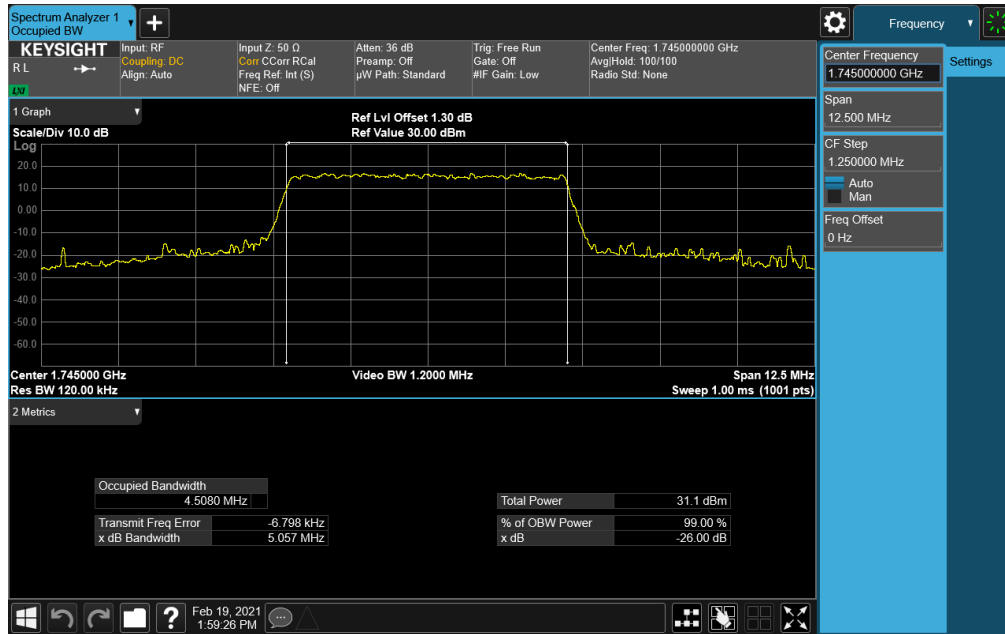 Spectrum Analyzer 1
Occupied BW
Frequency
KEYSIGHT
R L
LXI
Input: RF
Coupling: DC
Align: Auto
Input Z: 50 Ω
Corr CCorr RCal
Freq Ref: Int (S)
NFE: Off
Atten: 36 dB
Preamp: Off
µW Path: Standard
Trig: Free Run
Gate: Off
#IF Gain: Low
Center Freq: 1.745000000 GHz
Avg|Hold: 100/100
Radio Std: None
Center Frequency
1.745000000 GHz
Settings
Span
12.500 MHz
CF Step
1.250000 MHz
Auto
Man
Freq Offset
0 Hz
1 Graph
Scale/Div 10.0 dB
Ref Lvl Offset 1.30 dB
Ref Value 30.00 dBm
Log
20.0
10.0
0.00
-10.0
-20.0
-30.0
-40.0
-50.0
-60.0
Center 1.745000 GHz
Video BW 1.2000 MHz
Span 12.5 MHz
Res BW 120.00 kHz
Sweep 1.00 ms (1001 pts)
2 Metrics
Occupied Bandwidth
4.5080 MHz
Total Power 31.1 dBm
Transmit Freq Error -6.798 kHz
% of OBW Power 99.00 %
x dB Bandwidth 5.057 MHz
x dB -26.00 dB
?
Feb 19, 2021
1:59:26 PM